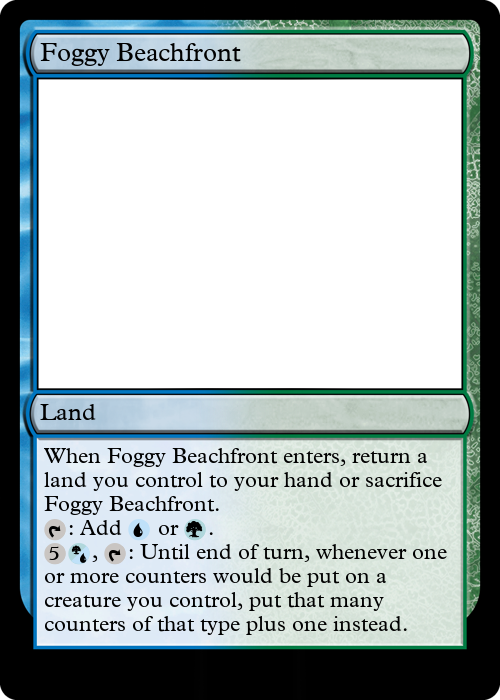 Foggy Beachfront
Land
When Foggy Beachfront enters, return a
land you control to your hand or sacrifice
Foggy Beachfront.
: Add or .
5 , : Until end of turn, whenever one
or more counters would be put on a
creature you control, put that many
counters of that type plus one instead.